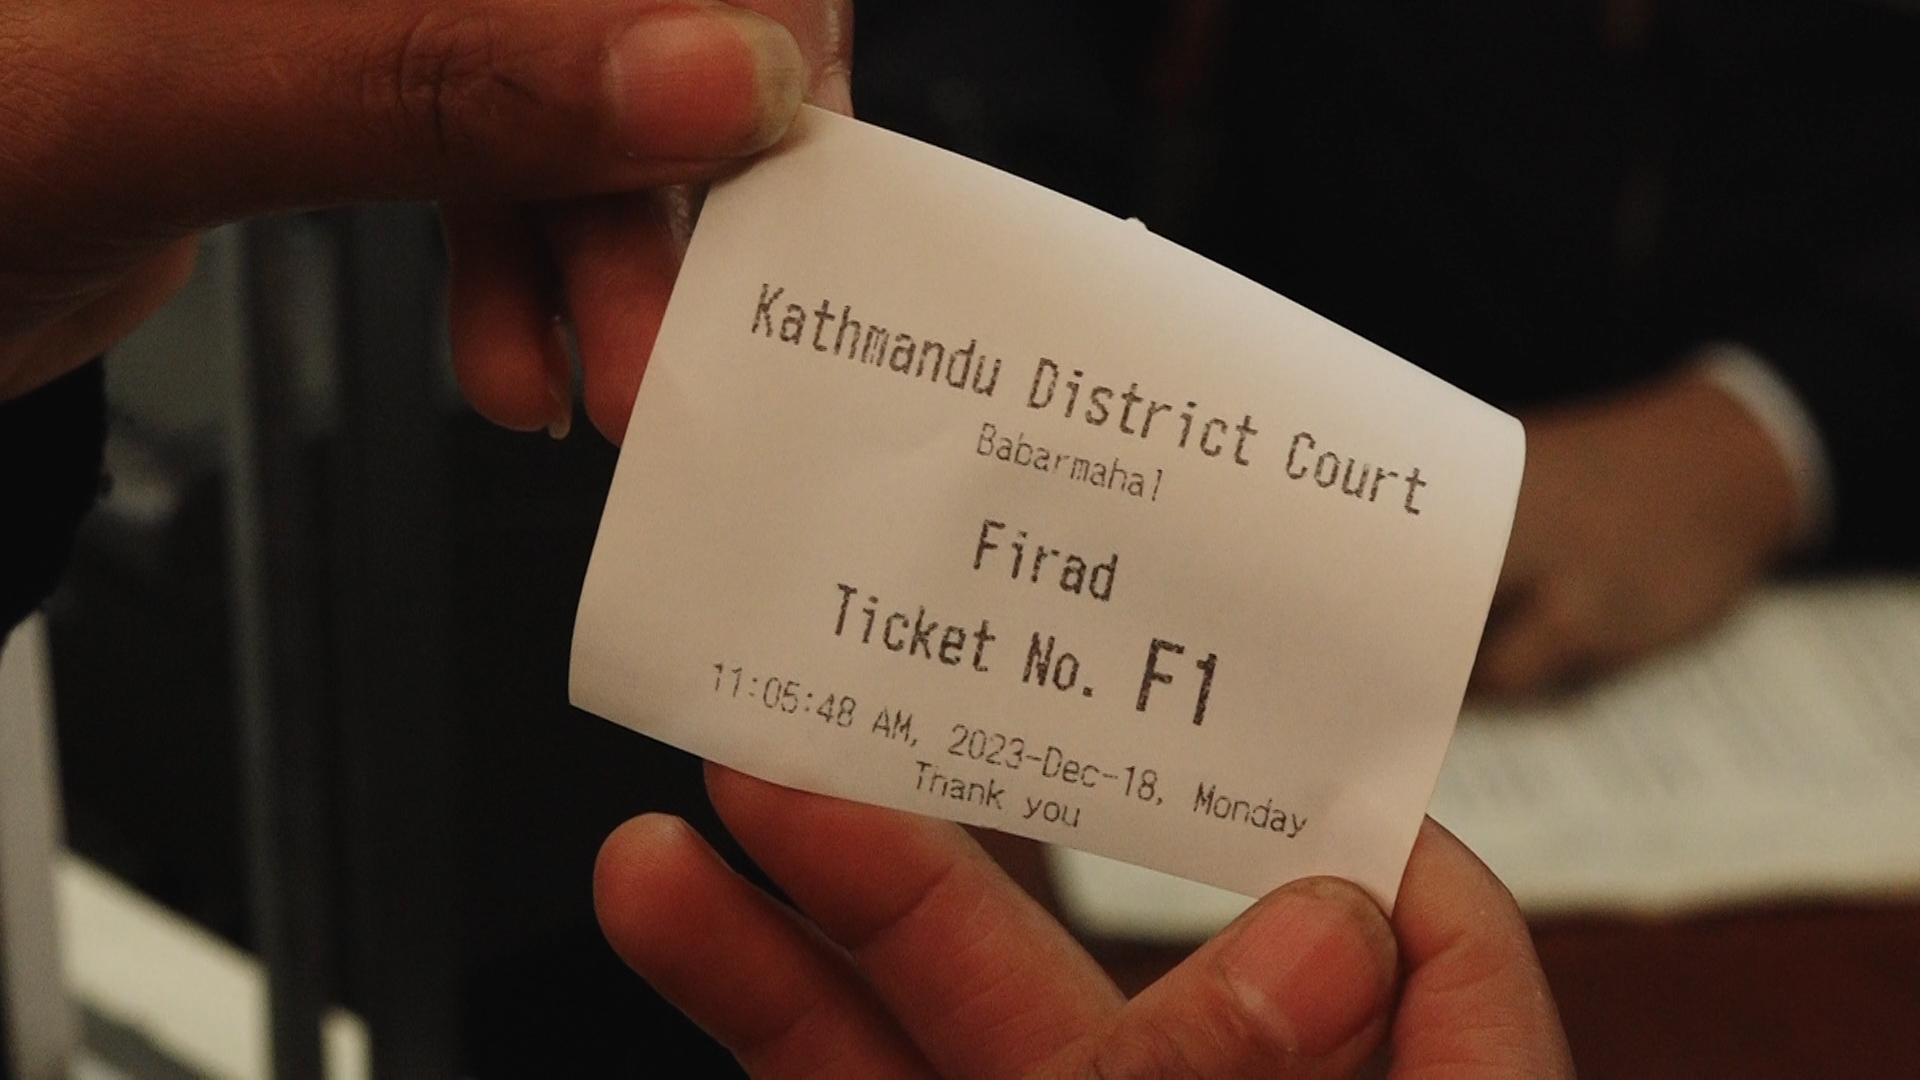 Kathmandu District Court
Babarmahal
Firad
Ticket No. F1
11:05:48 AM, 2023-Dec-18, Monday
Thank you